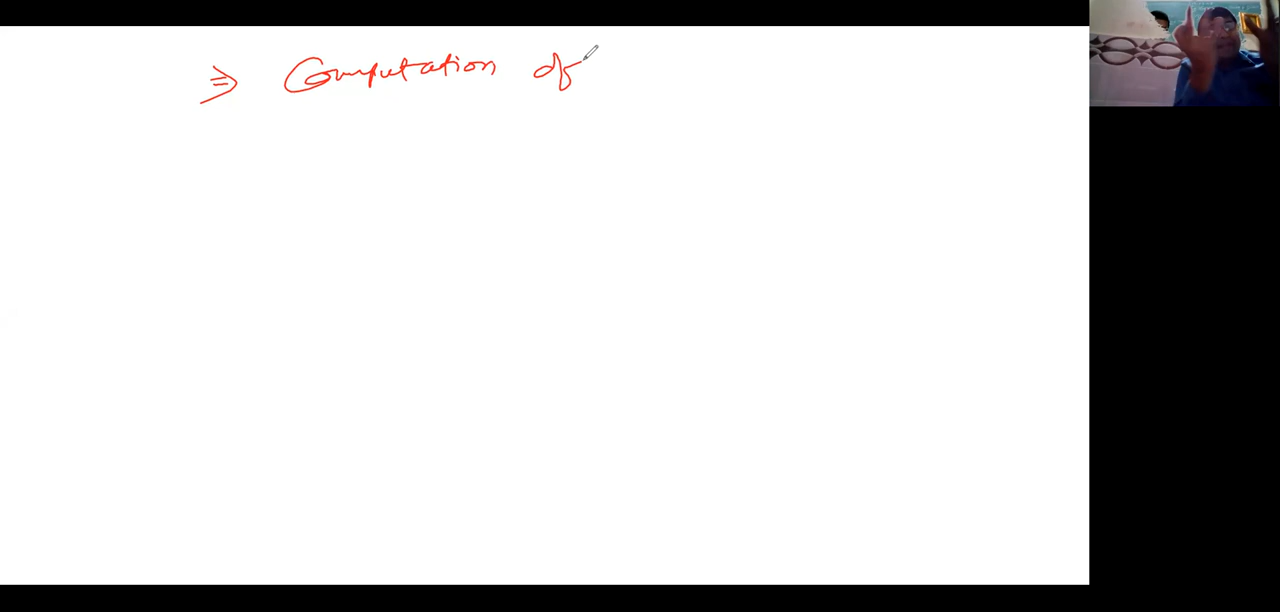 ⇒ Computation of